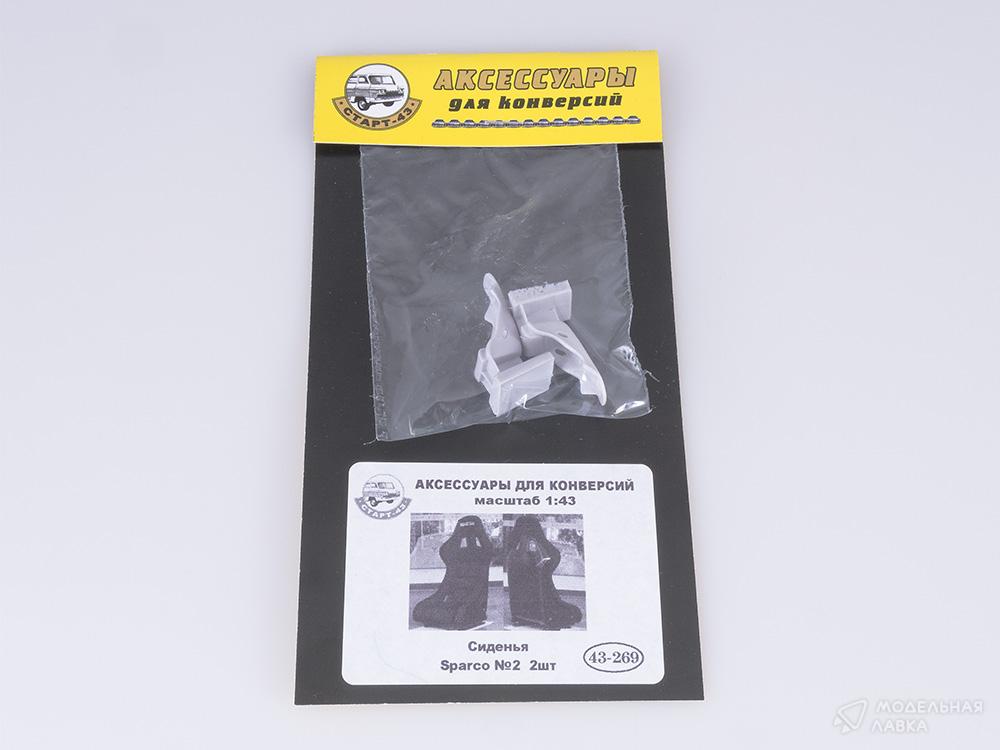 АКСЕССУАРЫ
для конверсий
СТАРТ-43
АКСЕССУАРЫ ДЛЯ КОНВЕРСИЙ
масштаб 1:43
СТАРТ-43
Сиденья
Sparco №2 2шт
43-269
МОДЕЛЬНАЯ
ЛАВКА